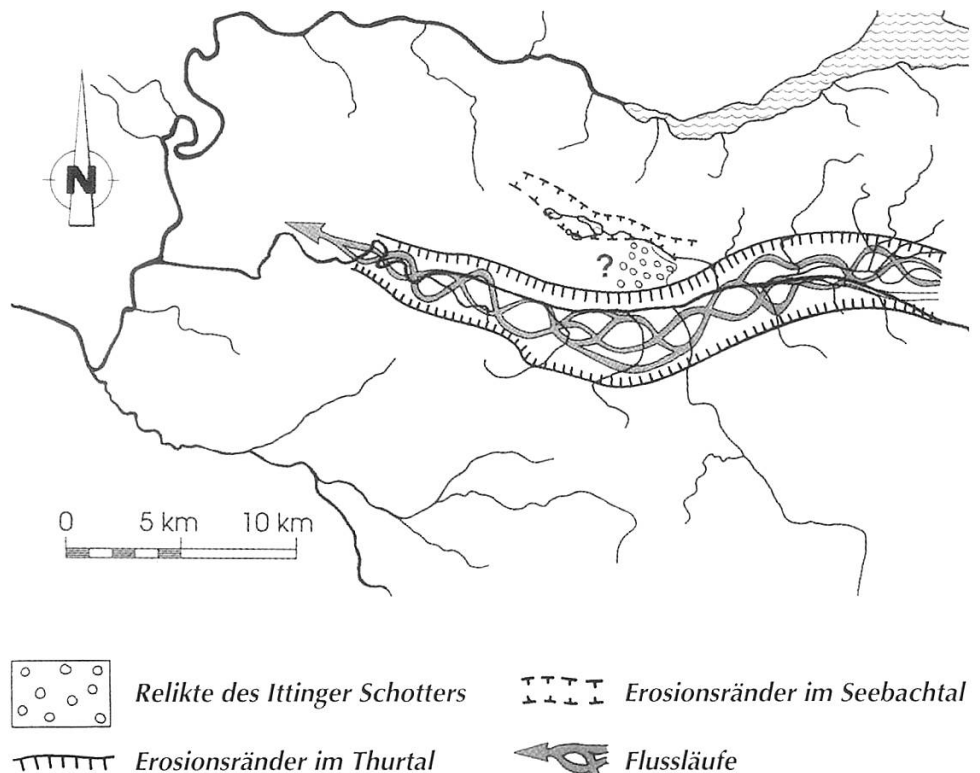 N
?
0 5 km 10 km
Relikte des Ittinger Schotters
Erosionsränder im Seebachtal
Erosionsränder im Thurtal
Flussläufe